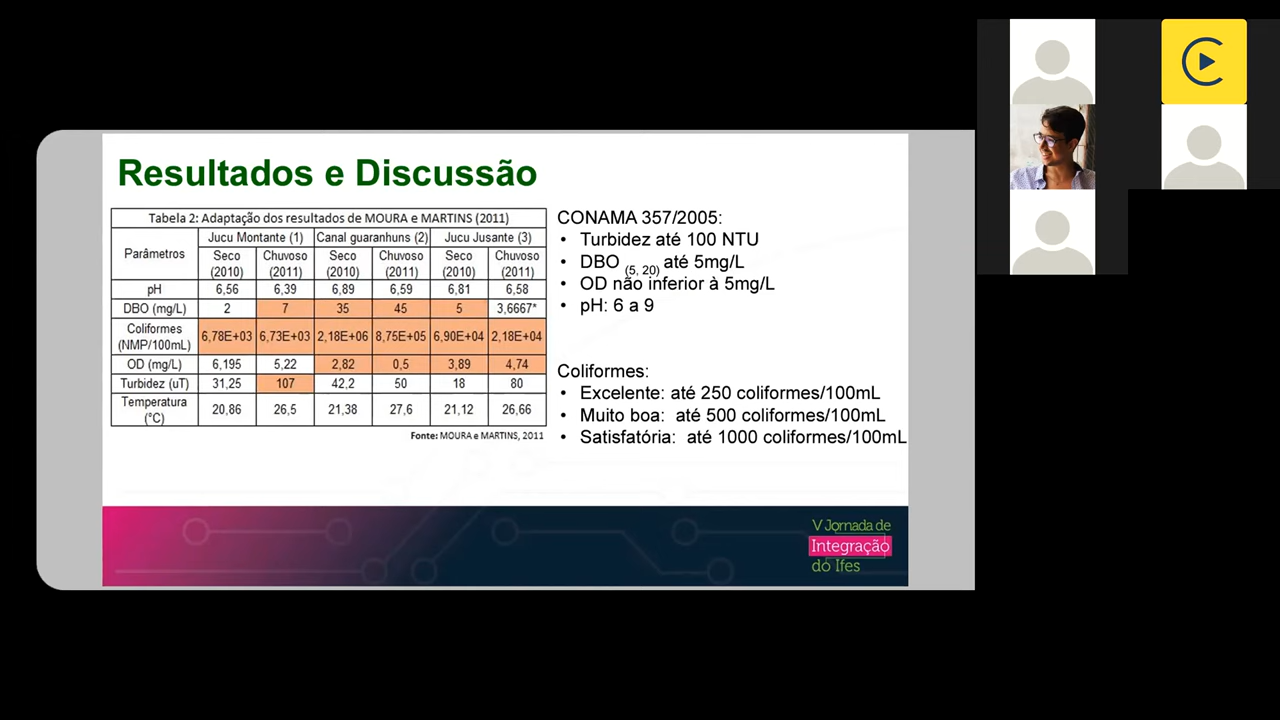 Resultados e Discussão
Tabela 2: Adaptação dos resultados de MOURA e MARTINS (2011)
Parâmetros Jucu Montante (1) Canal guaranhuns (2) Jucu Jusante (3)
Seco (2010) Chuvoso (2011) Seco (2010) Chuvoso (2011) Seco (2010) Chuvoso (2011)
pH 6,56 6,39 6,89 6,59 6,81 6,58
DBO (mg/L) 2 7 35 45 5 3,6667*
Coliformes (NMP/100mL) 6,78E+03 6,73E+03 2,18E+06 8,75E+05 6,90E+04 2,18E+04
OD (mg/L) 6,195 5,22 2,82 0,5 3,89 4,74
Turbidez (uT) 31,25 107 42,2 50 18 80
Temperatura (°C) 20,86 26,5 21,38 27,6 21,12 26,66
Fonte: MOURA e MARTINS, 2011
CONAMA 357/2005:
• Turbidez até 100 NTU
• DBO (5, 20) até 5mg/L
• OD não inferior à 5mg/L
• pH: 6 a 9
Coliformes:
• Excelente: até 250 coliformes/100mL
• Muito boa: até 500 coliformes/100mL
• Satisfatória: até 1000 coliformes/100mL
V Jornada de
Integração
do Ifes